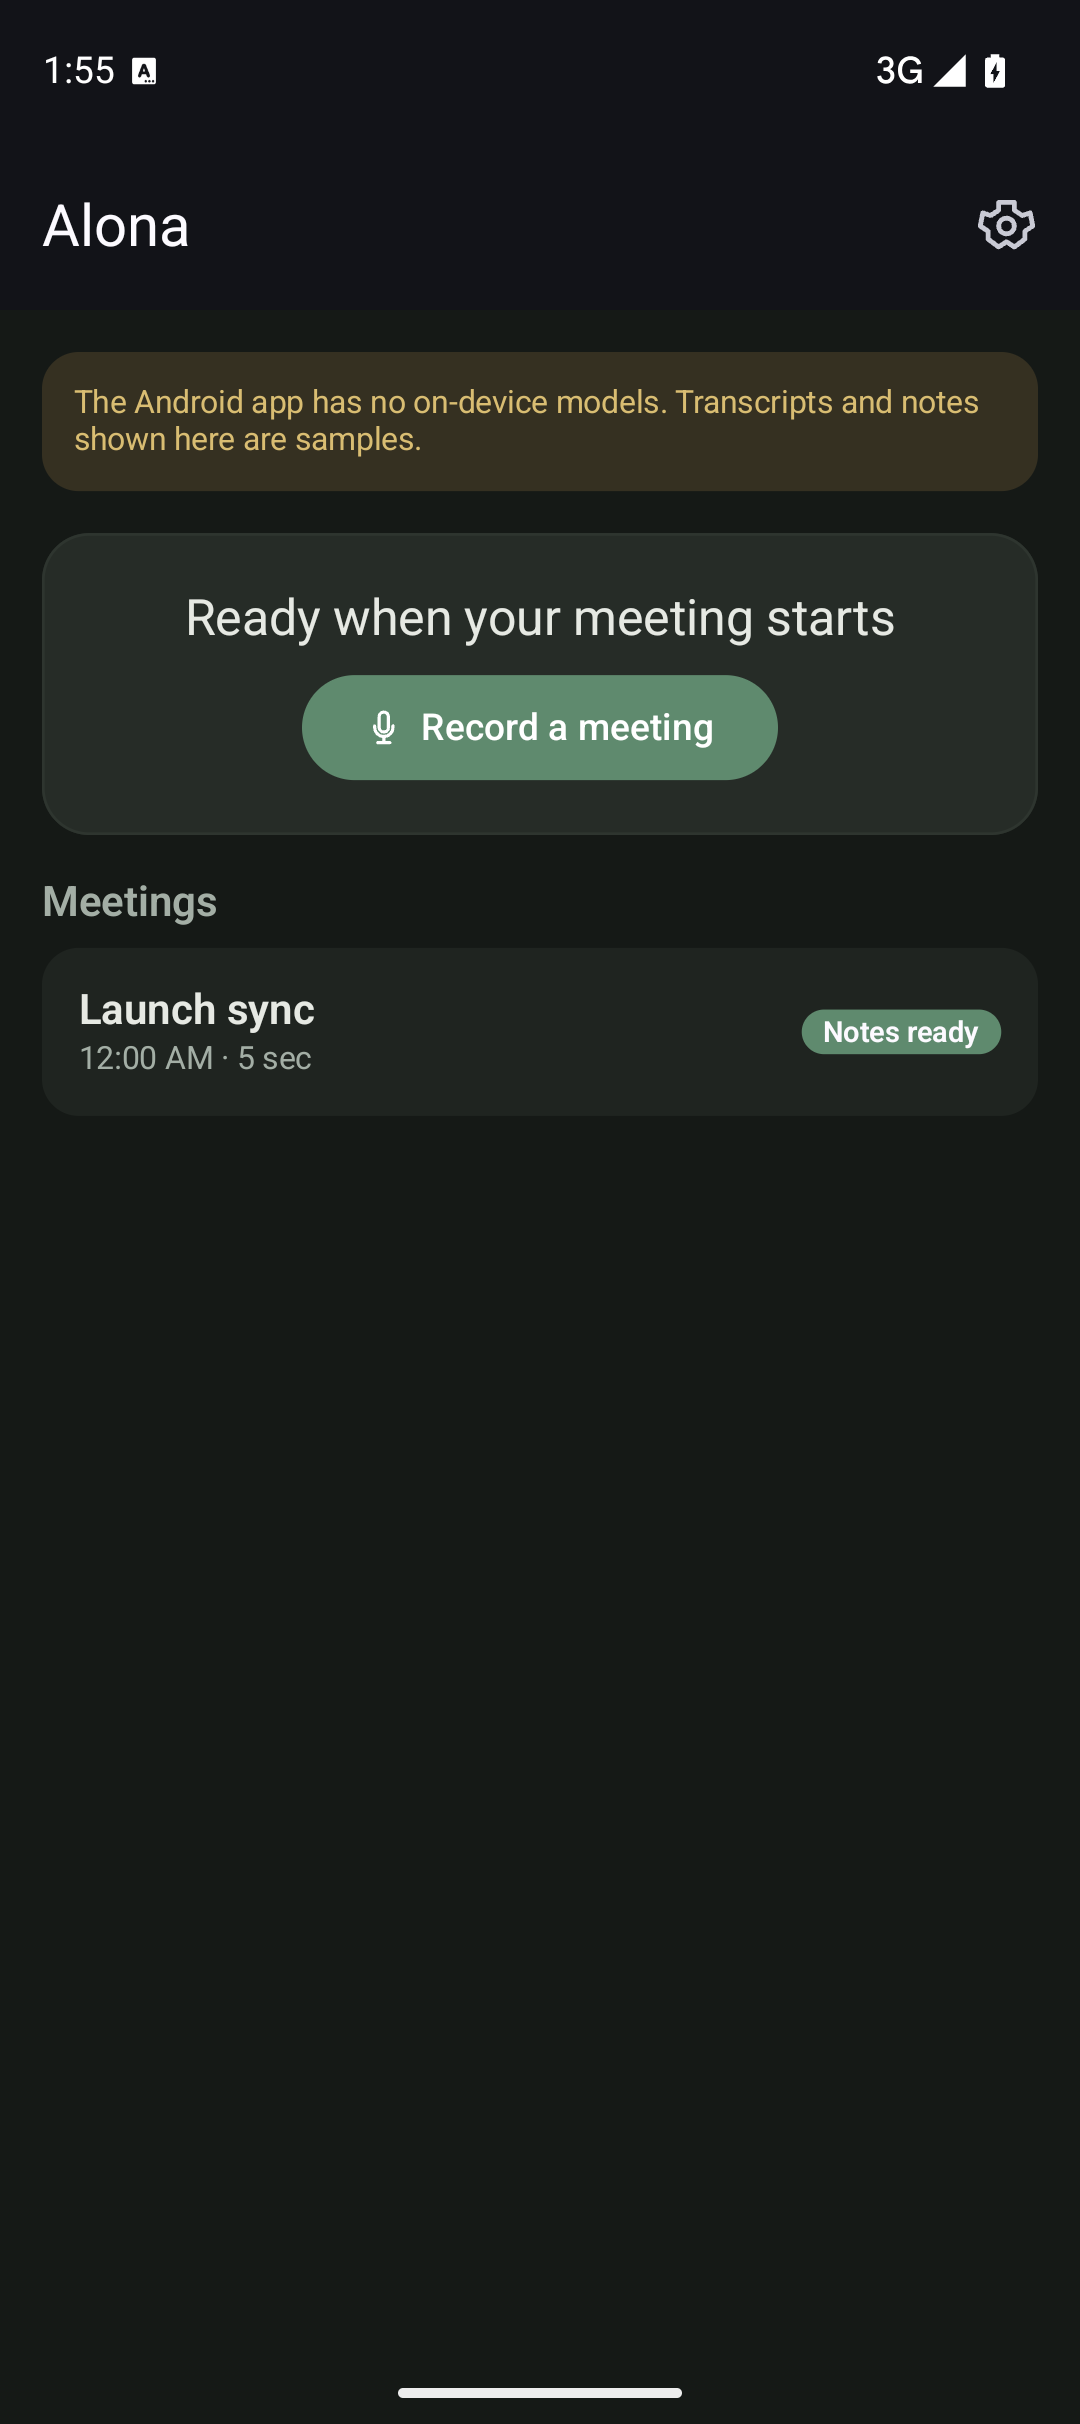 1:55
3G
Alona
The Android app has no on-device models. Transcripts and notes
shown here are samples.
Ready when your meeting starts
Record a meeting
Meetings
Launch sync
12:00 AM · 5 sec
Notes ready